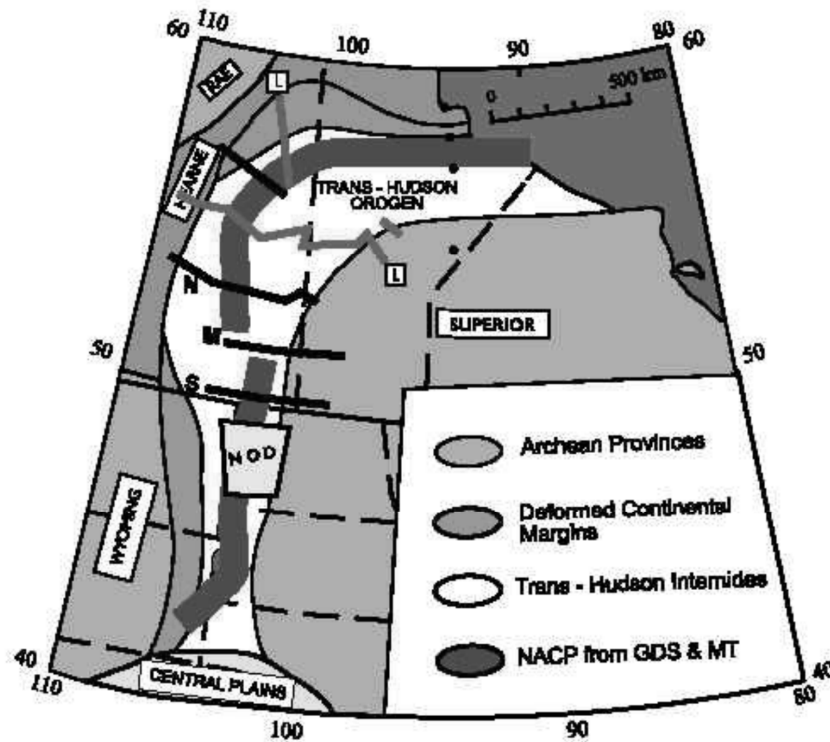 110
60
100
90
80
60
0
500 km
RAE
L
HEARNE
TRANS - HUDSON
OROGEN
L
N
SUPERIOR
M
50
50
S
NOD
Archean Provinces
WYOMING
Deformed Continental
Margins
Trans - Hudson Internides
NACP from GDS & MT
40
110
CENTRAL PLAINS
100
90
80
40